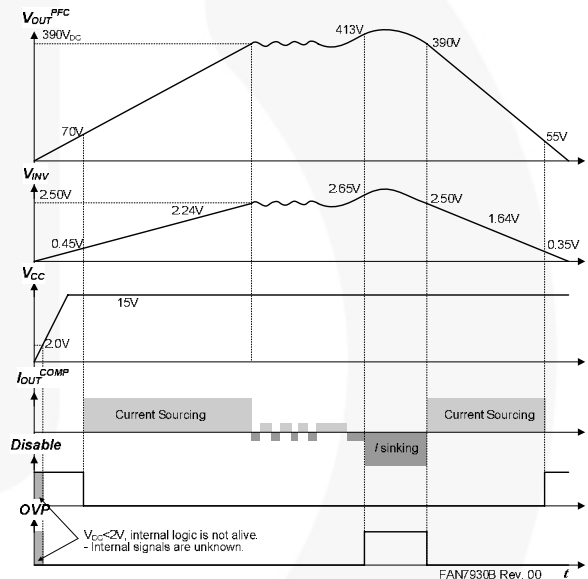 V_OUT^PFC
390V_DC
413V
390V
70V
55V
V_INV
2.50V
2.65V
2.50V
2.24V
1.64V
0.45V
0.35V
V_CC
15V
2.0V
I_OUT^COMP
Current Sourcing
Current Sourcing
I sinking
Disable
OVP
V_CC<2V, internal logic is not alive.
- Internal signals are unknown.
FAN7930B Rev. 00
t